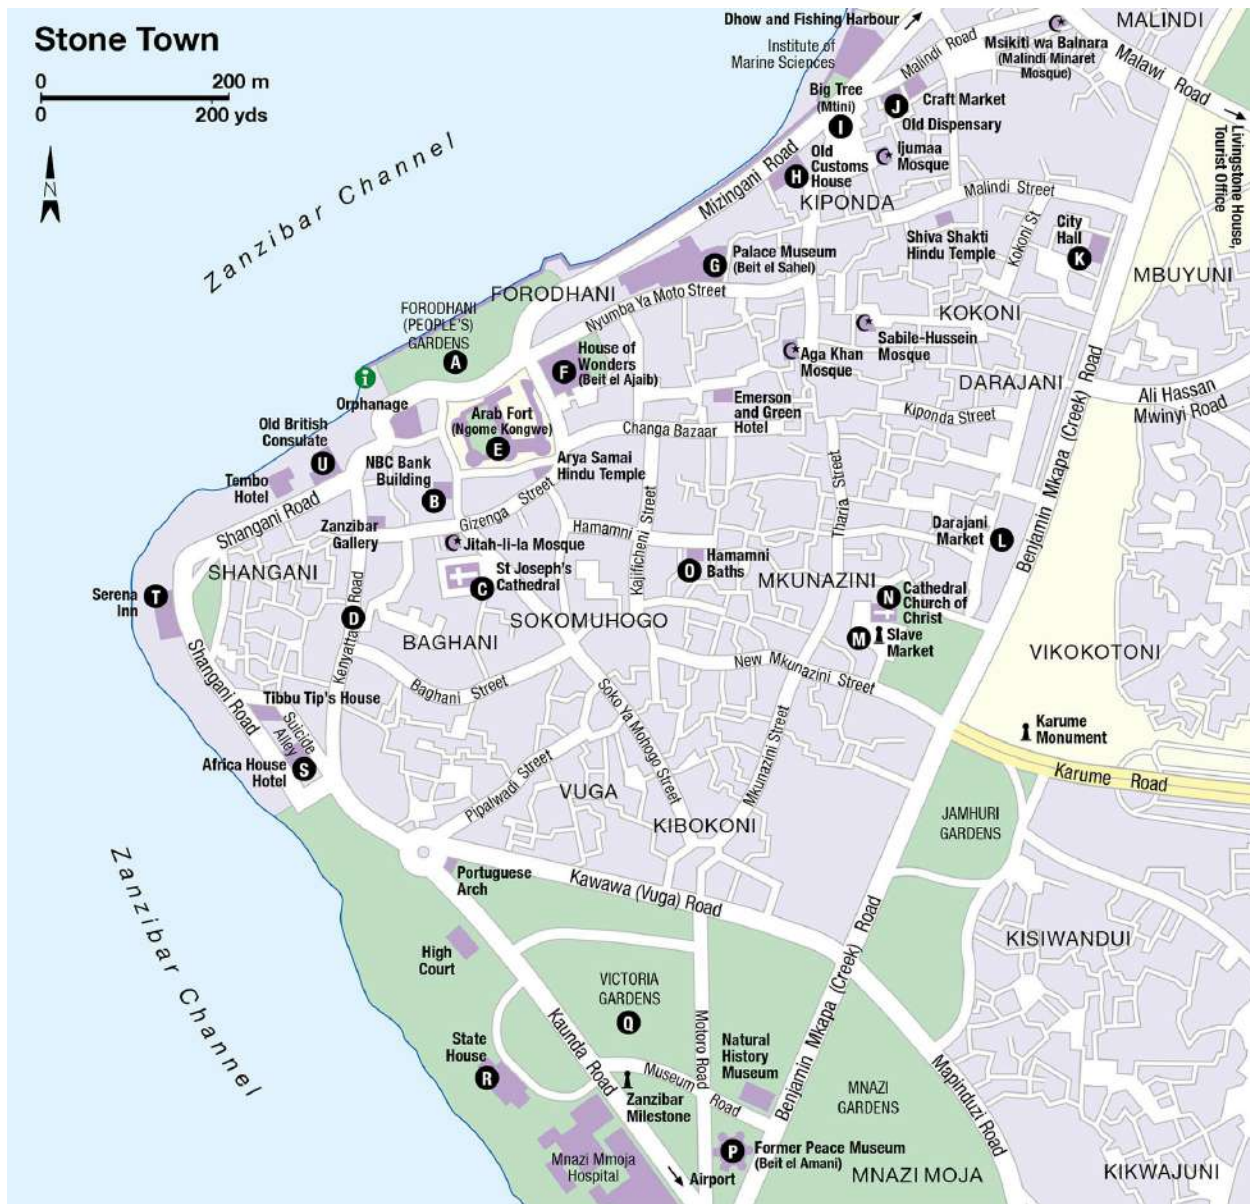 Stone Town
0 200 m
0 200 yds
N
Zanzibar Channel
Dhow and Fishing Harbour
Institute of
Marine Sciences
Malindi Road
MALINDI
Msikiti wa Balnara
(Malindi Minaret
Mosque)
Malawi Road
Livingstone House,
Tourist Office
Big Tree
(Mtini)
I
J
Craft Market
Old Dispensary
Ijumaa
Mosque
Old
Customs
House
H
KIPONDA
Mizingani Road
Malindi Street
Shiva Shakti
Hindu Temple
Kokoni St
City
Hall
K
MBUYUNI
Palace Museum
(Beit el Sahel)
G
FORODHANI
Nyumba Ya Moto Street
FORODHANI
(PEOPLE'S)
GARDENS
A
i
House of
Wonders
(Beit el Ajaib)
F
KOKONI
Sabile-Hussein
Mosque
Aga Khan
Mosque
DARAJANI
Ali Hassan
Mwinyi Road
Orphanage
Arab Fort
(Ngome Kongwe)
E
Emerson
and Green
Hotel
Kiponda Street
Changa Bazaar
Old British
Consulate
U
Tembo
Hotel
NBC Bank
Building
B
Arya Samai
Hindu Temple
Tharia Street
Benjamin Mkapa (Creek) Road
Shangani Road
Zanzibar
Gallery
Gizenga Street
Hamamni
Kajificheni Street
Darajani
Market
L
Jitah-li-la Mosque
SHANGANI
St Joseph's
Cathedral
C
O
Hamamni
Baths
MKUNAZINI
N
Cathedral
Church of
Christ
Serena
Inn
T
D
Kenyatta Road
BAGHANI
SOKOMUHOGO
M
Slave
Market
VIKOKOTONI
Shangani Road
Baghani Street
New Mkunazini Street
Tibbu Tip's House
Suicide
Alley
Soko Ya Mohogo Street
Mkunazini Street
Karume
Monument
Africa House
Hotel
S
Karume Road
Pipalwadi Street
VUGA
KIBOKONI
JAMHURI
GARDENS
Zanzibar Channel
Portuguese
Arch
Kawawa (Vuga) Road
Benjamin Mkapa (Creek) Road
KISIWANDUI
High
Court
VICTORIA
GARDENS
Q
Kaunda Road
Motoro Road
State
House
R
Natural
History
Museum
Museum Road
Zanzibar
Milestone
MNAZI
GARDENS
Mapinduzi Road
Mnazi Mmoja
Hospital
Airport
P
Former Peace Museum
(Beit el Amani)
MNAZI MOJA
KIKWAJUNI